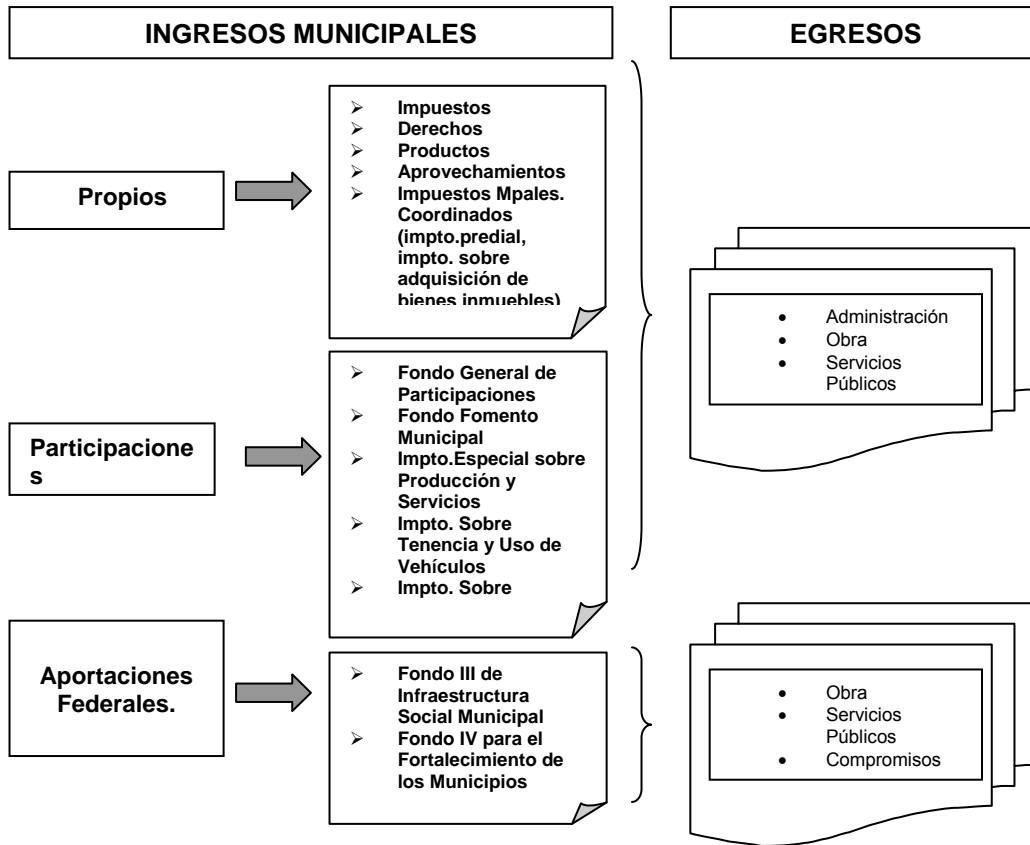 INGRESOS MUNICIPALES
EGRESOS
Propios
Impuestos
Derechos
Productos
Aprovechamientos
Impuestos Mpales.
Coordinados
(impto.predial,
impto. sobre
adquisición de
bienes inmuebles)
Participacione
s
Fondo General de
Participaciones
Fondo Fomento
Municipal
Impto.Especial sobre
Producción y
Servicios
Impto. Sobre
Tenencia y Uso de
Vehículos
Impto. Sobre
Administración
Obra
Servicios
Públicos
Aportaciones
Federales.
Fondo III de
Infraestructura
Social Municipal
Fondo IV para el
Fortalecimiento de
los Municipios
Obra
Servicios
Públicos
Compromisos